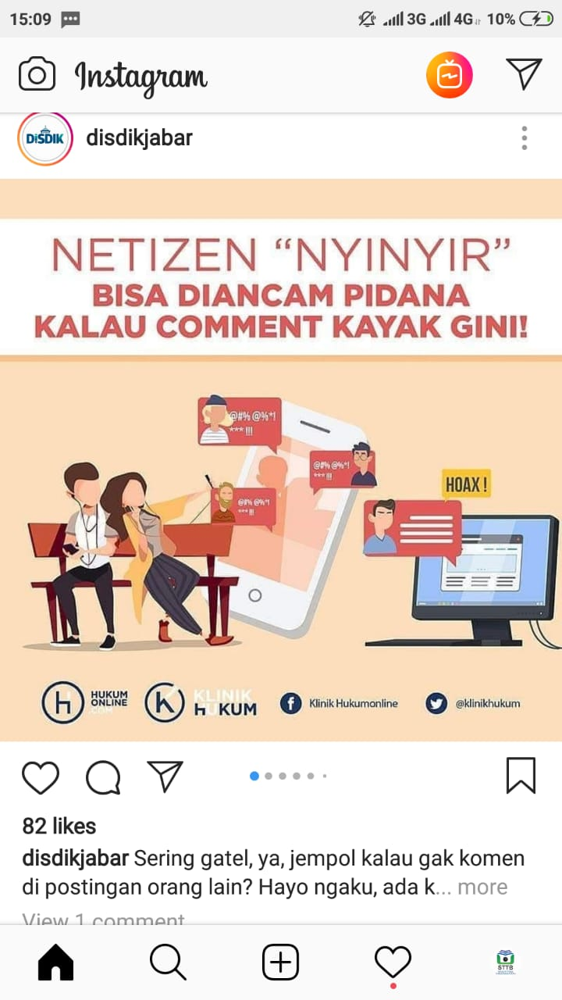 15:09
3G 4G 10%
Instagram
DiSDIK disdikjabar
NETIZEN “NYINYIR”
BISA DIANCAM PIDANA
KALAU COMMENT KAYAK GINI!
@#% @%*!
*** !!!
@#% @%*!
*** !!!
HOAX !
@#% @%*!
*** !!!
H HUKUM
ONLINE
.COM
K KLINIK
HUKUM
f Klinik Hukumonline
@klinikhukum
82 likes
disdikjabar Sering gatel, ya, jempol kalau gak komen
di postingan orang lain? Hayo ngaku, ada k... more
View 1 comment
STTB